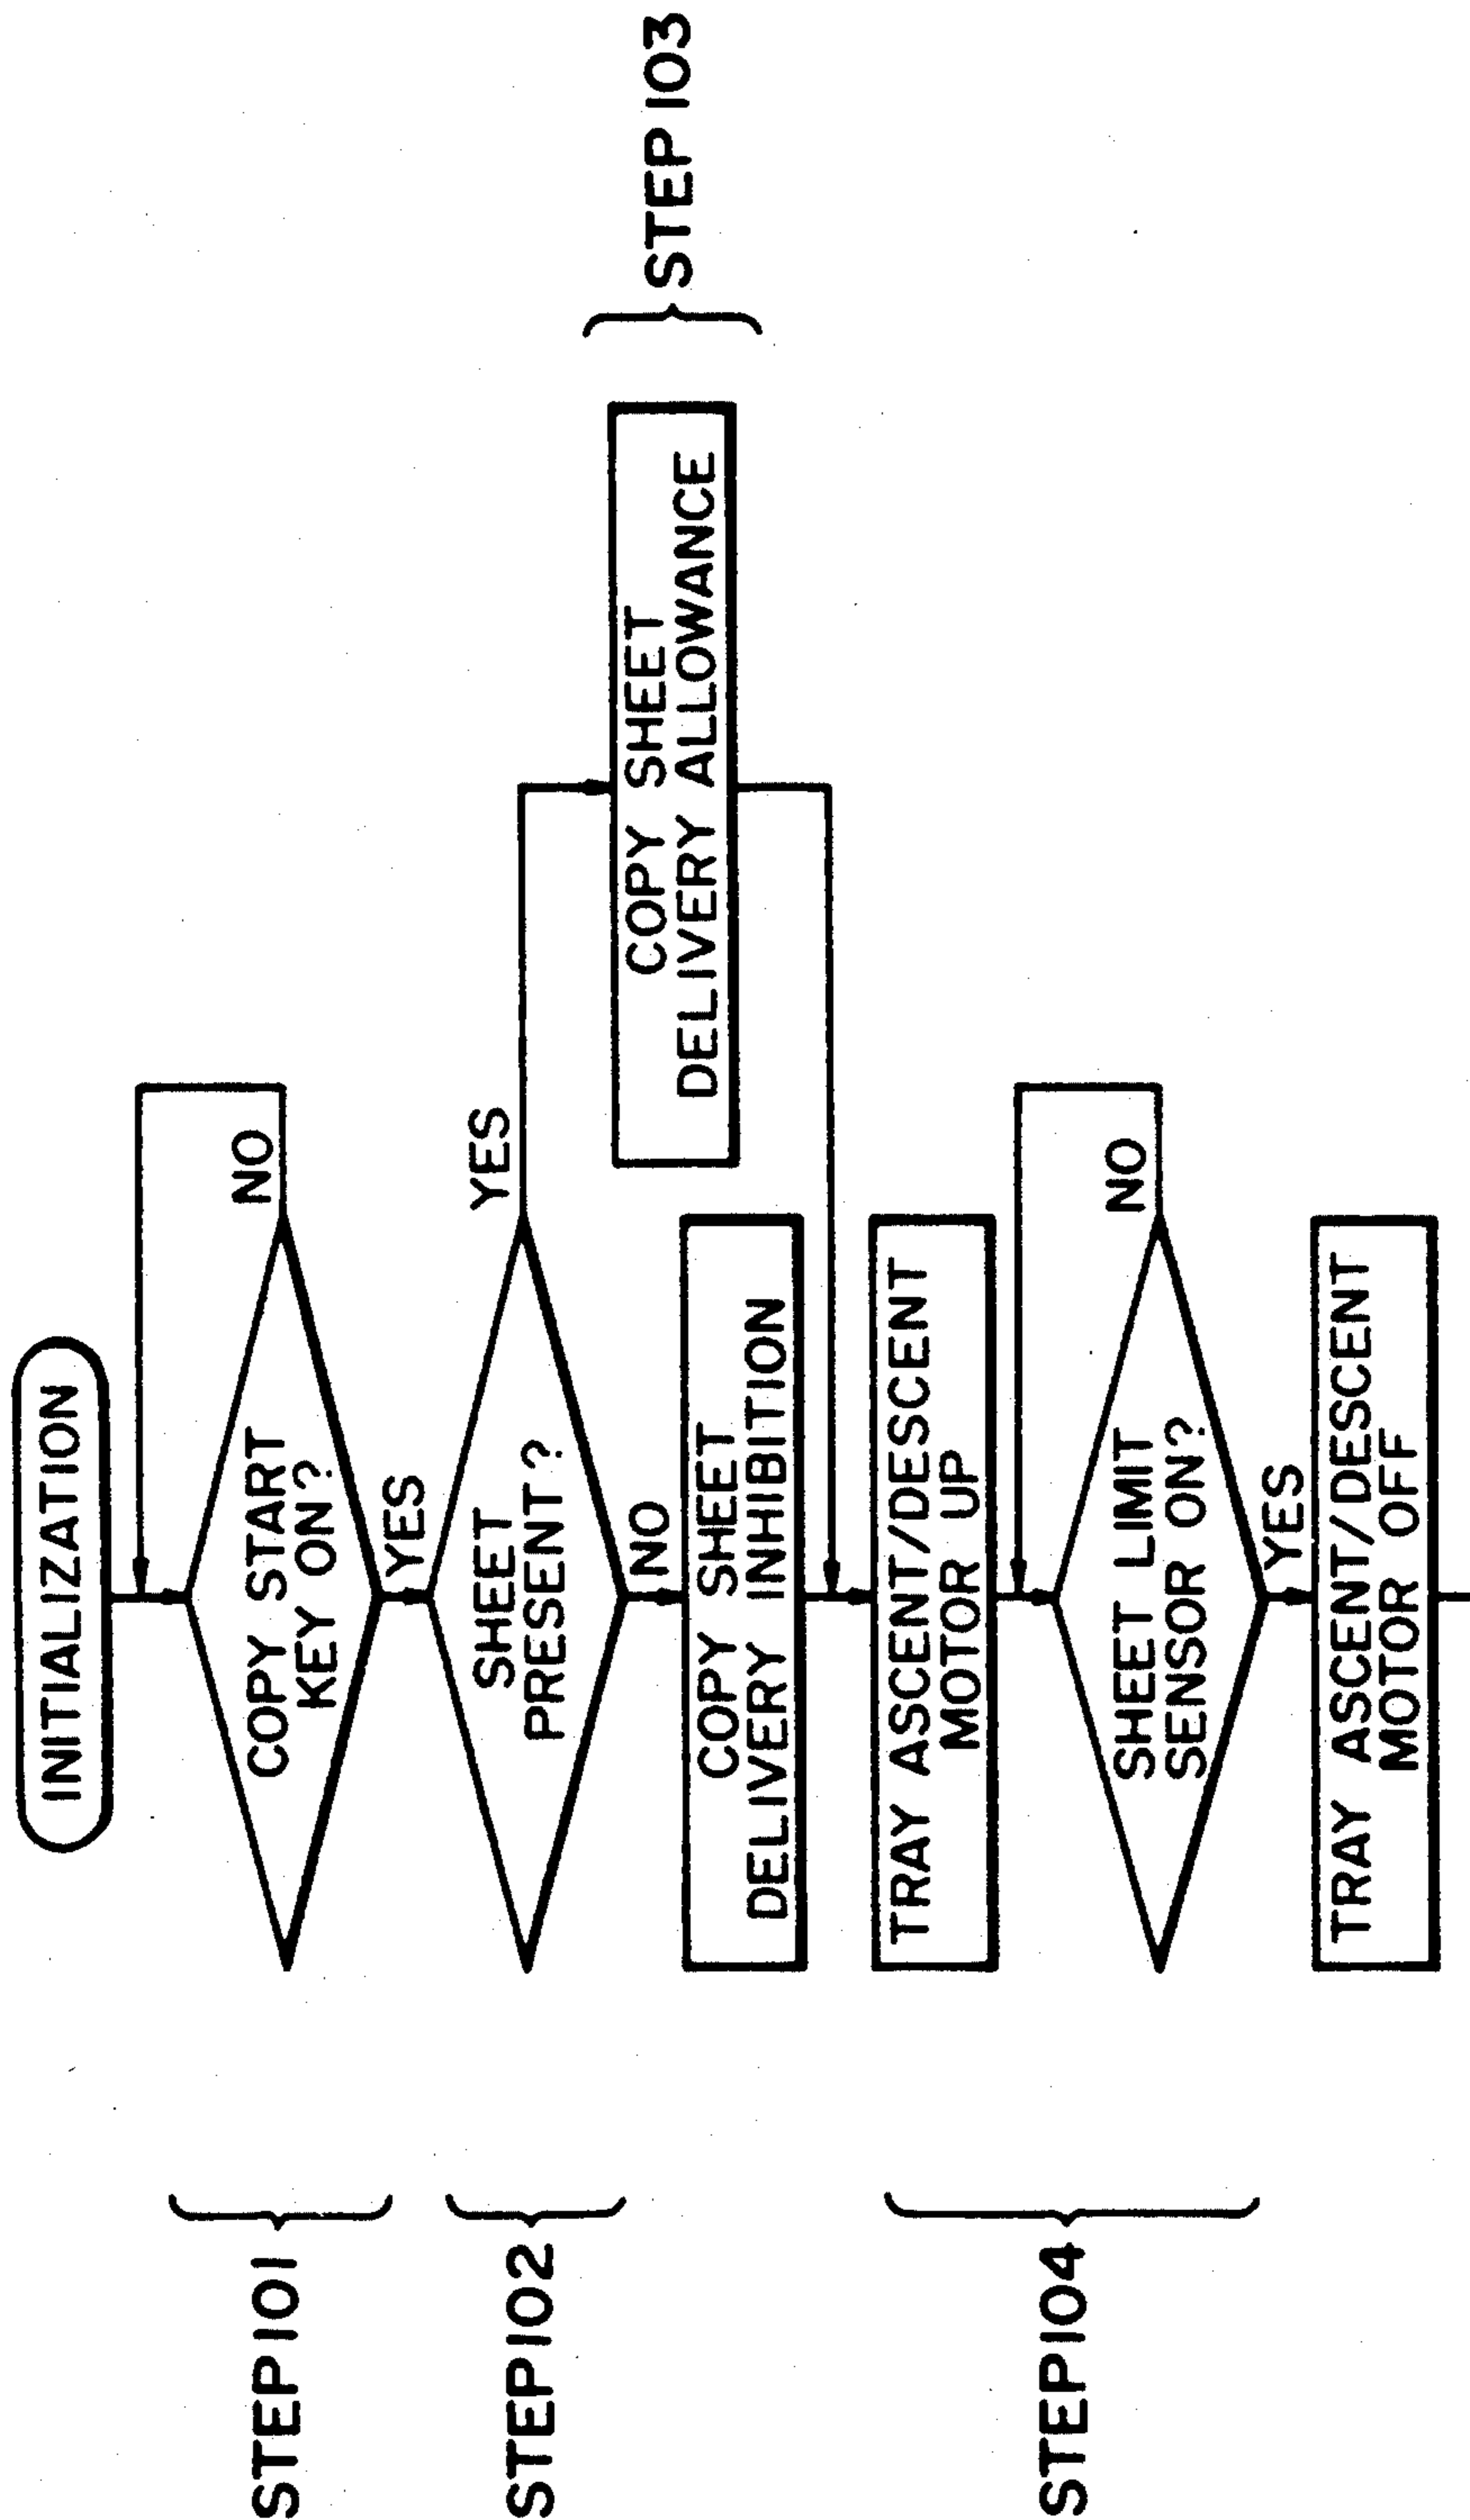 INITIALIZATION
STEP101
COPY START
KEY ON?
NO
YES
STEP102
SHEET
PRESENT?
YES
NO
COPY SHEET
DELIVERY ALLOWANCE
STEP103
COPY SHEET
DELIVERY INHIBITION
TRAY ASCENT/DESCENT
MOTOR UP
STEP104
SHEET LIMIT
SENSOR ON?
NO
YES
TRAY ASCENT/DESCENT
MOTOR OFF